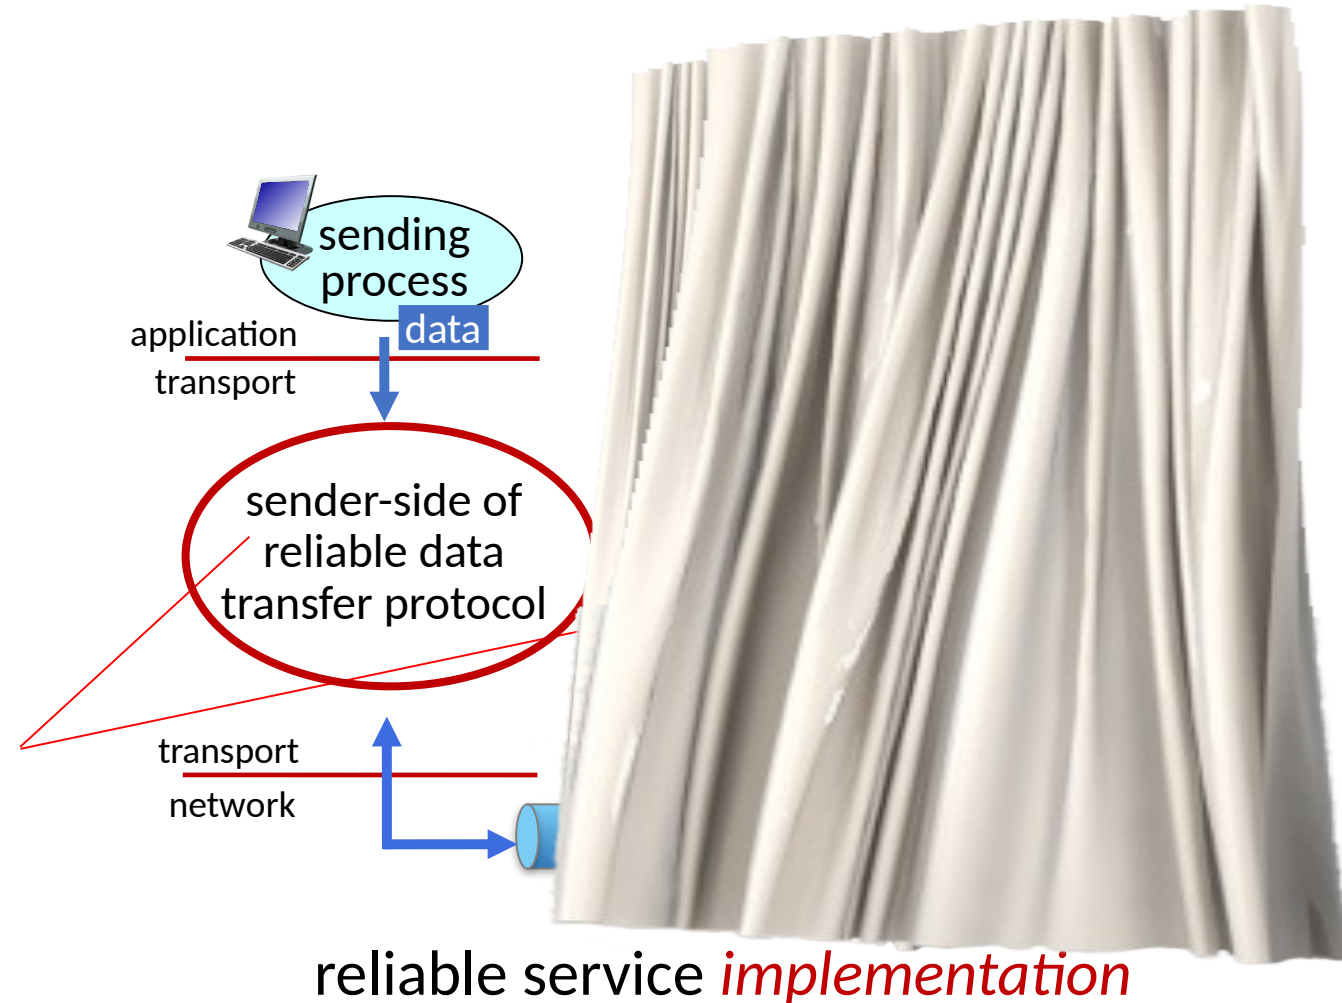 sending
process
data
application
transport
sender-side of
reliable data
transfer protocol
transport
network
reliable service implementation